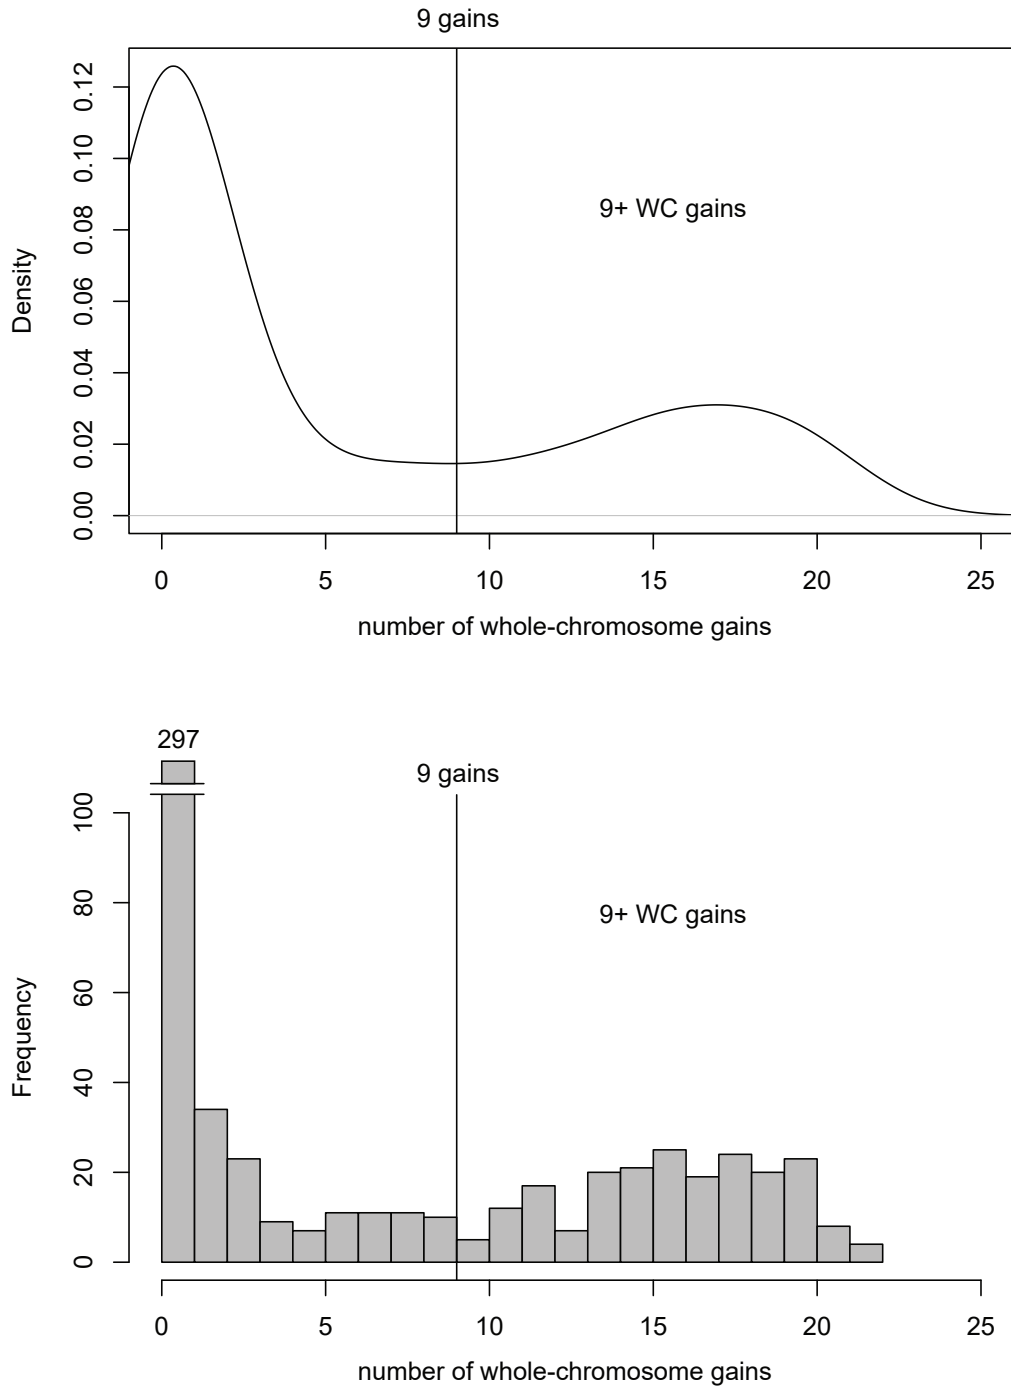 9 gains
0.12
0.10
0.08
0.06
0.04
0.02
0.00
Density
9+ WC gains
0 5 10 15 20 25
number of whole-chromosome gains
297
9 gains
100
80
60
40
20
0
Frequency
9+ WC gains
0 5 10 15 20 25
number of whole-chromosome gains